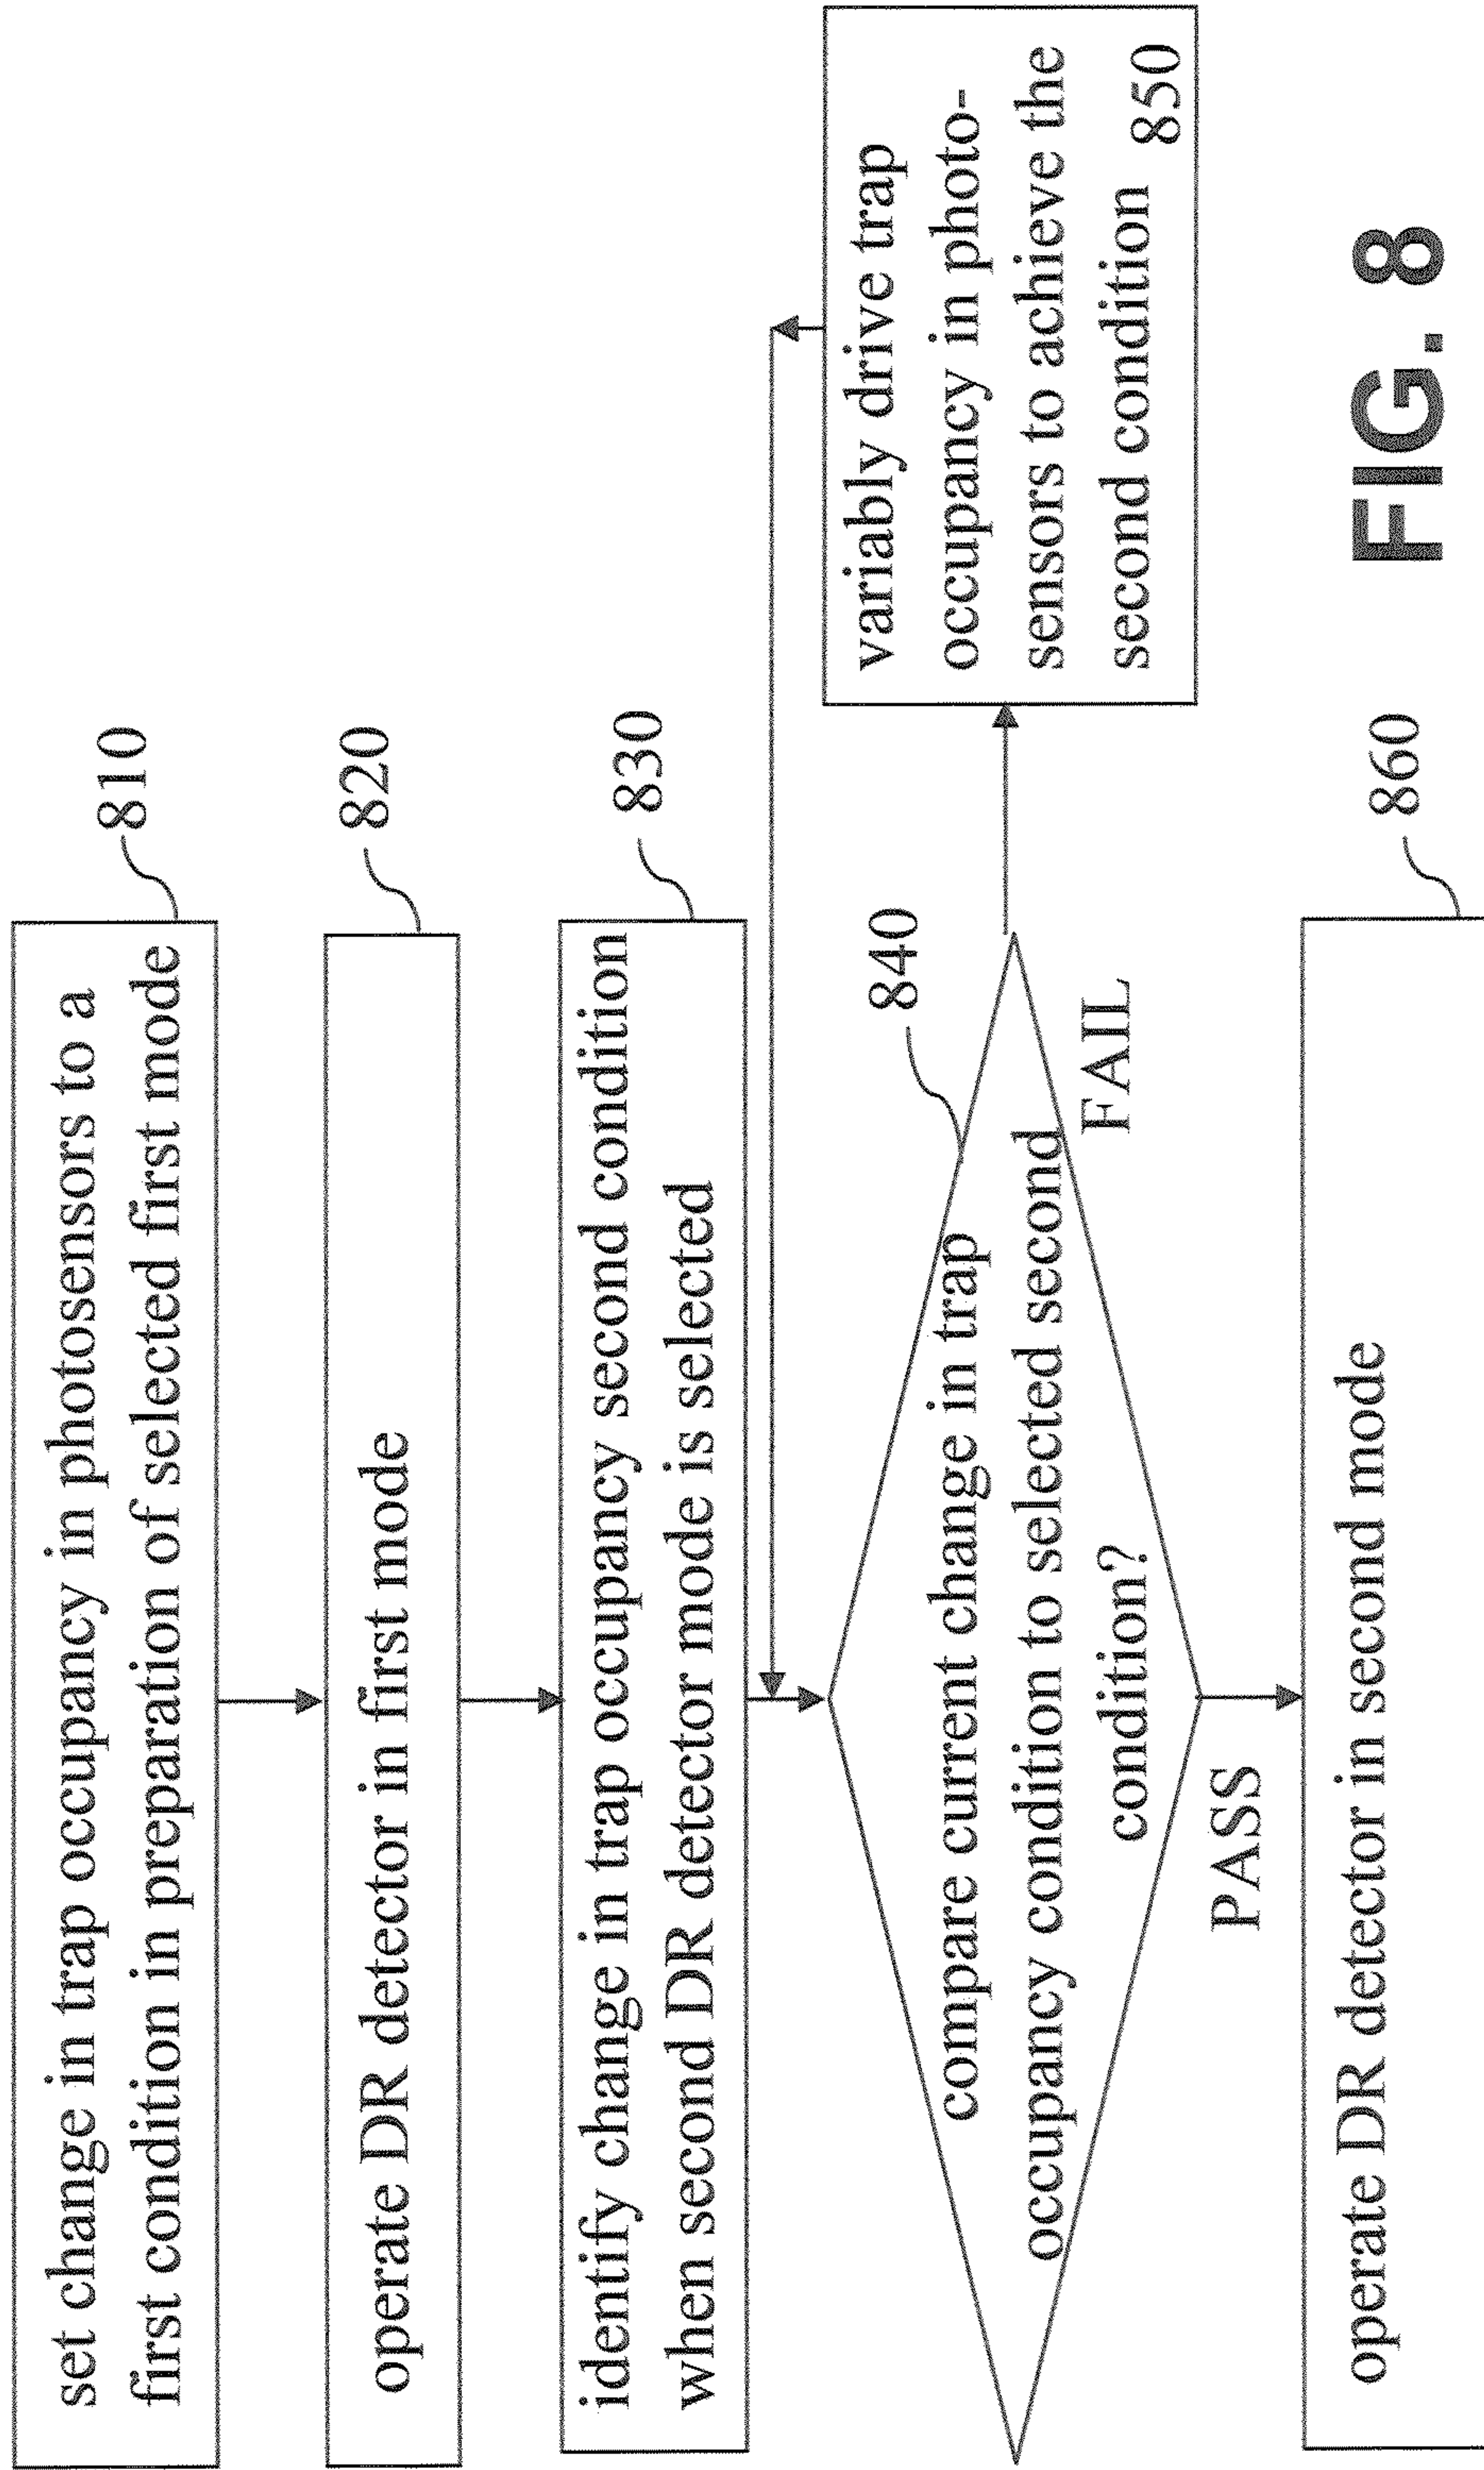 set change in trap occupancy in photosensors to a
first condition in preparation of selected first mode
810
operate DR detector in first mode
820
identify change in trap occupancy second condition
when second DR detector mode is selected
830
840
compare current change in trap
occupancy condition to selected second
condition?
FAIL
variably drive trap
occupancy in photo-
sensors to achieve the
second condition 850
PASS
operate DR detector in second mode
860
FIG. 8